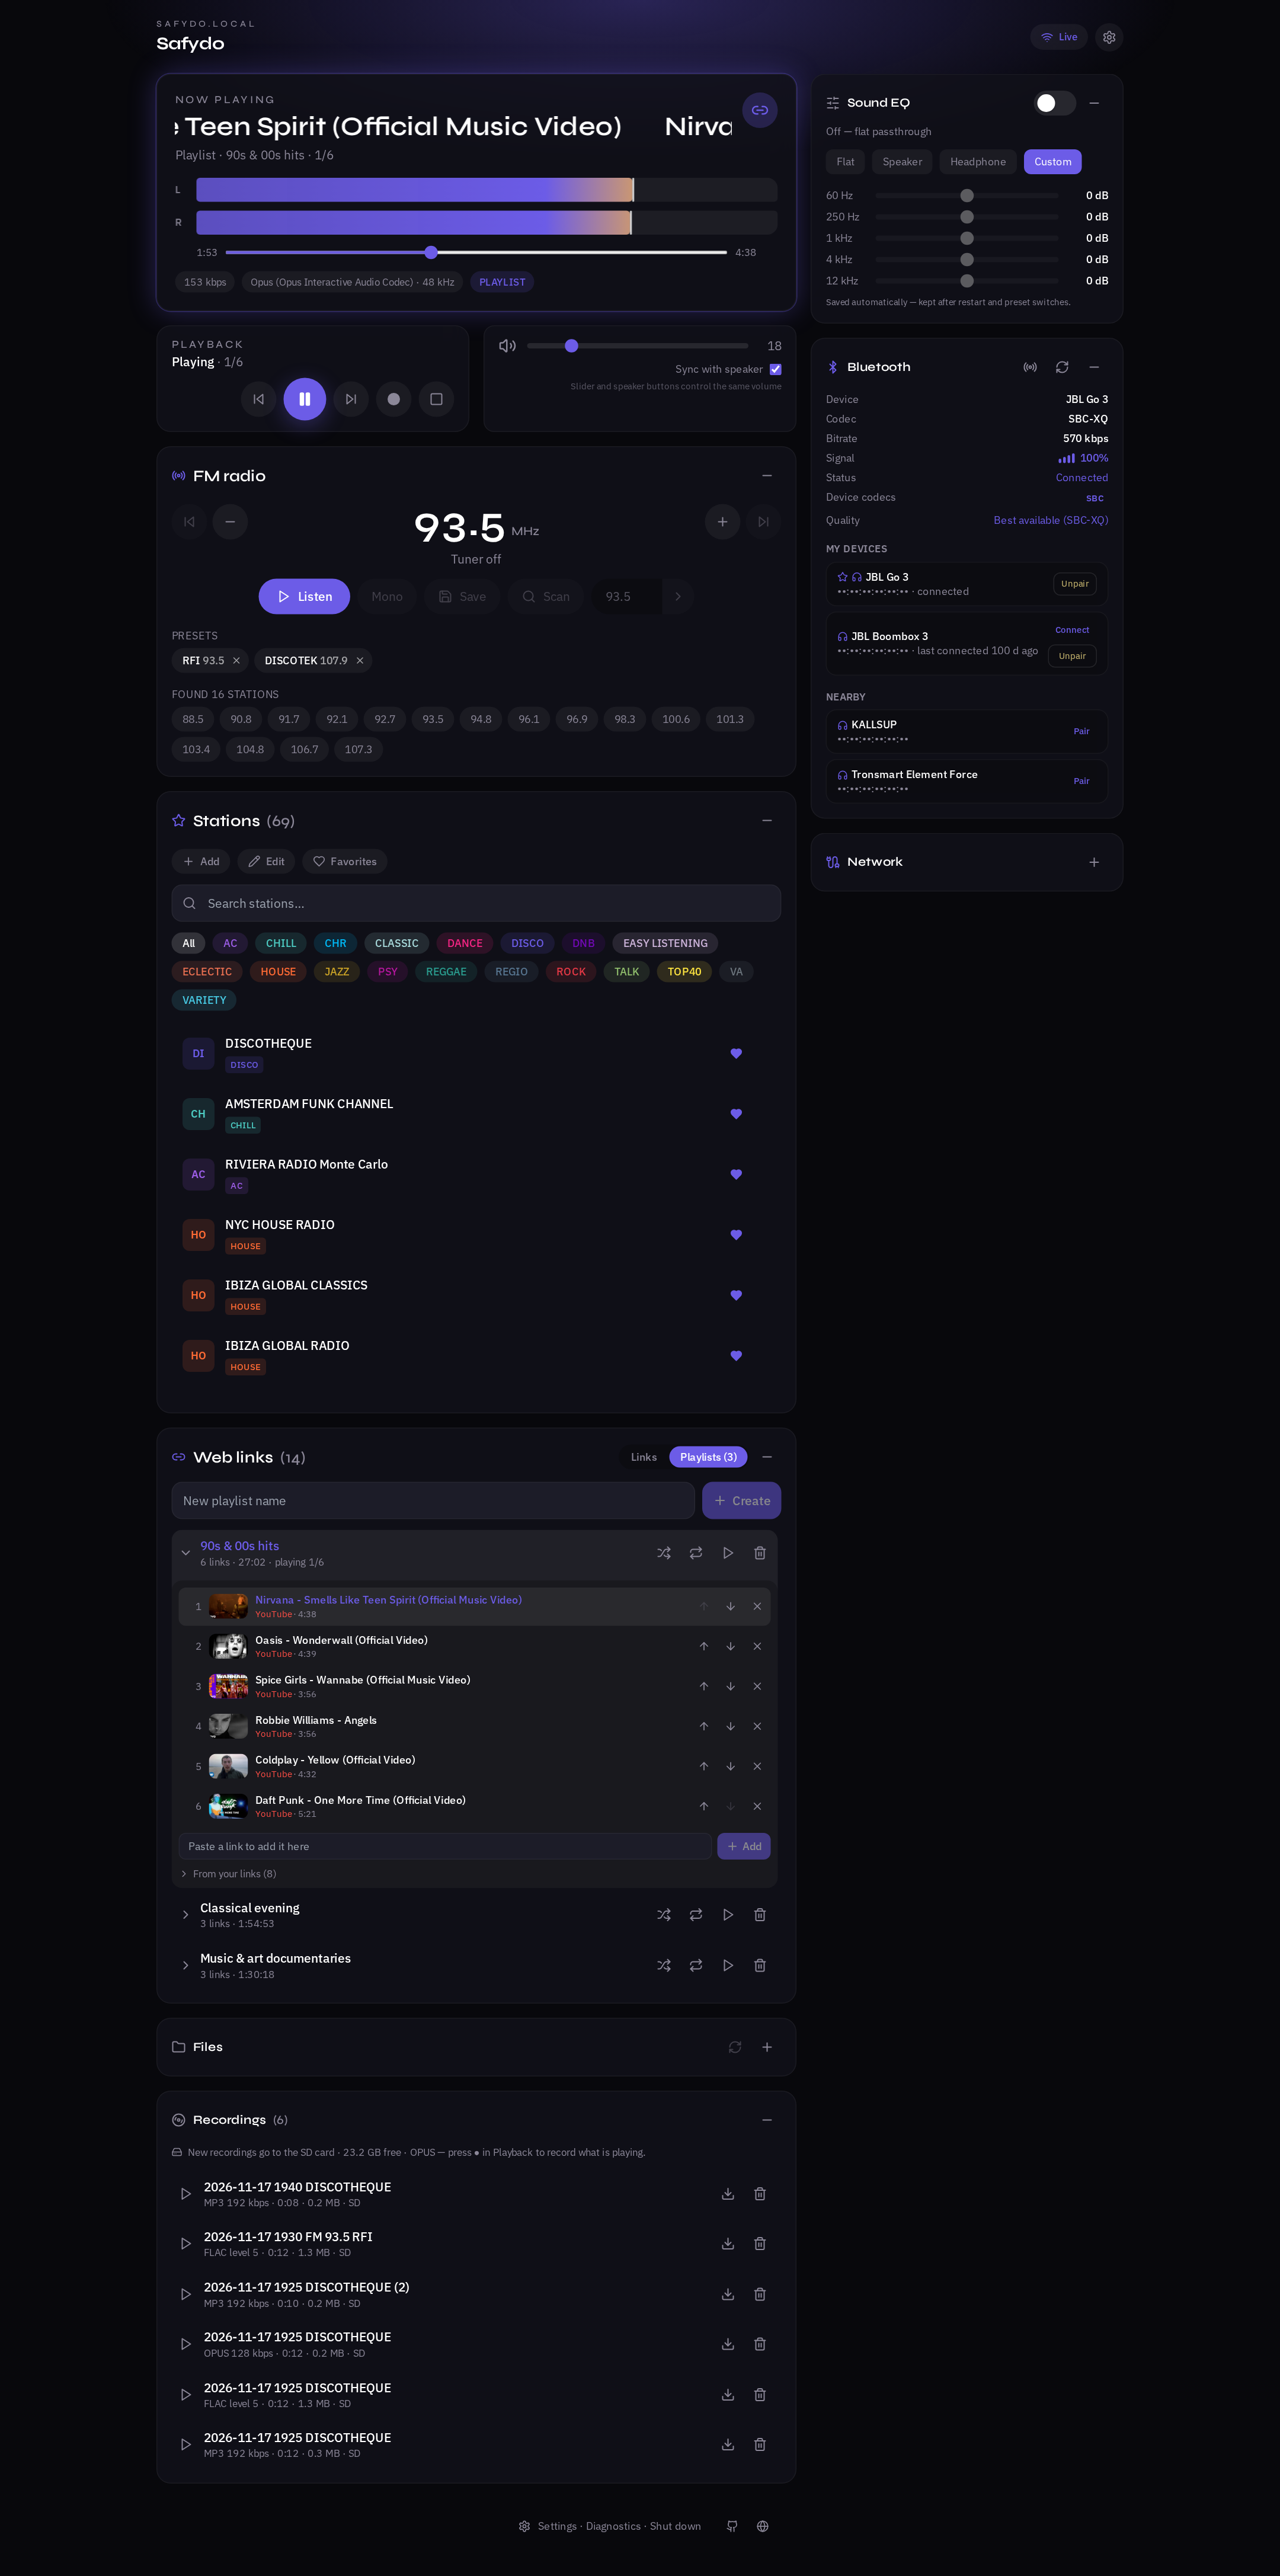 SAFYDO.LOCAL
Safydo
Live
NOW PLAYING
e Teen Spirit (Official Music Video) Nirva
Playlist · 90s & 00s hits · 1/6
L
R
1:53 4:38
153 kbps Opus (Opus Interactive Audio Codec) · 48 kHz PLAYLIST
PLAYBACK
Playing · 1/6
18
Sync with speaker
Slider and speaker buttons control the same volume
FM radio
93.5 MHz
Tuner off
Listen Mono Save Scan 93.5
PRESETS
RFI 93.5 DISCOTEK 107.9
FOUND 16 STATIONS
88.5 90.8 91.7 92.1 92.7 93.5 94.8 96.1 96.9 98.3 100.6 101.3
103.4 104.8 106.7 107.3
Stations (69)
Add Edit Favorites
Search stations...
All AC CHILL CHR CLASSIC DANCE DISCO DNB EASY LISTENING
ECLECTIC HOUSE JAZZ PSY REGGAE REGIO ROCK TALK TOP40 VA
VARIETY
DI DISCOTHEQUE
DISCO
CH AMSTERDAM FUNK CHANNEL
CHILL
AC RIVIERA RADIO Monte Carlo
AC
HO NYC HOUSE RADIO
HOUSE
HO IBIZA GLOBAL CLASSICS
HOUSE
HO IBIZA GLOBAL RADIO
HOUSE
Web links (14) Links Playlists (3)
New playlist name Create
90s & 00s hits
6 links · 27:02 · playing 1/6
1 Nirvana - Smells Like Teen Spirit (Official Music Video)
YouTube · 4:38
2 Oasis - Wonderwall (Official Video)
YouTube · 4:39
3 Spice Girls - Wannabe (Official Music Video)
YouTube · 3:56
4 Robbie Williams - Angels
YouTube · 3:56
5 Coldplay - Yellow (Official Video)
YouTube · 4:32
6 Daft Punk - One More Time (Official Video)
YouTube · 5:21
Paste a link to add it here Add
From your links (8)
Classical evening
3 links · 1:54:53
Music & art documentaries
3 links · 1:30:18
Files
Recordings (6)
New recordings go to the SD card · 23.2 GB free · OPUS — press ● in Playback to record what is playing.
2026-11-17 1940 DISCOTHEQUE
MP3 192 kbps · 0:08 · 0.2 MB · SD
2026-11-17 1930 FM 93.5 RFI
FLAC level 5 · 0:12 · 1.3 MB · SD
2026-11-17 1925 DISCOTHEQUE (2)
MP3 192 kbps · 0:10 · 0.2 MB · SD
2026-11-17 1925 DISCOTHEQUE
OPUS 128 kbps · 0:12 · 0.2 MB · SD
2026-11-17 1925 DISCOTHEQUE
FLAC level 5 · 0:12 · 1.3 MB · SD
2026-11-17 1925 DISCOTHEQUE
MP3 192 kbps · 0:12 · 0.3 MB · SD
Sound EQ
Off — flat passthrough
Flat Speaker Headphone Custom
60 Hz 0 dB
250 Hz 0 dB
1 kHz 0 dB
4 kHz 0 dB
12 kHz 0 dB
Saved automatically — kept after restart and preset switches.
Bluetooth
Device JBL Go 3
Codec SBC-XQ
Bitrate 570 kbps
Signal 100%
Status Connected
Device codecs SBC
Quality Best available (SBC-XQ)
MY DEVICES
JBL Go 3
••:••:••:••:••:•• · connected
Unpair
JBL Boombox 3
••:••:••:••:••:•• · last connected 100 d ago
Connect
Unpair
NEARBY
KALLSUP
••:••:••:••:••:••
Pair
Tronsmart Element Force
••:••:••:••:••:••
Pair
Network
Settings · Diagnostics · Shut down